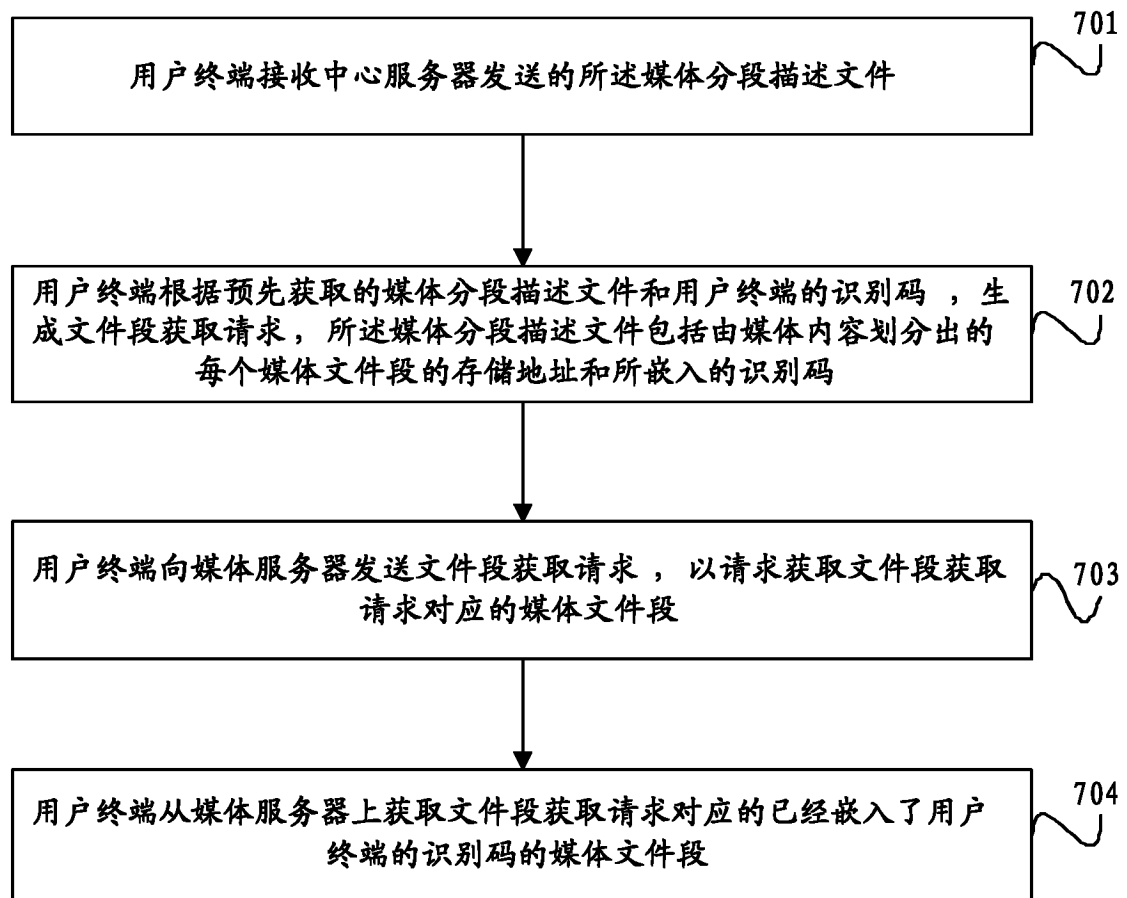 701
用户终端接收中心服务器发送的所述媒体分段描述文件
702
用户终端根据预先获取的媒体分段描述文件和用户终端的识别码，生
成文件段获取请求，所述媒体分段描述文件包括由媒体内容划分出的
每个媒体文件段的存储地址和所嵌入的识别码
703
用户终端向媒体服务器发送文件段获取请求，以请求获取文件段获取
请求对应的媒体文件段
704
用户终端从媒体服务器上获取文件段获取请求对应的已经嵌入了用户
终端的识别码的媒体文件段